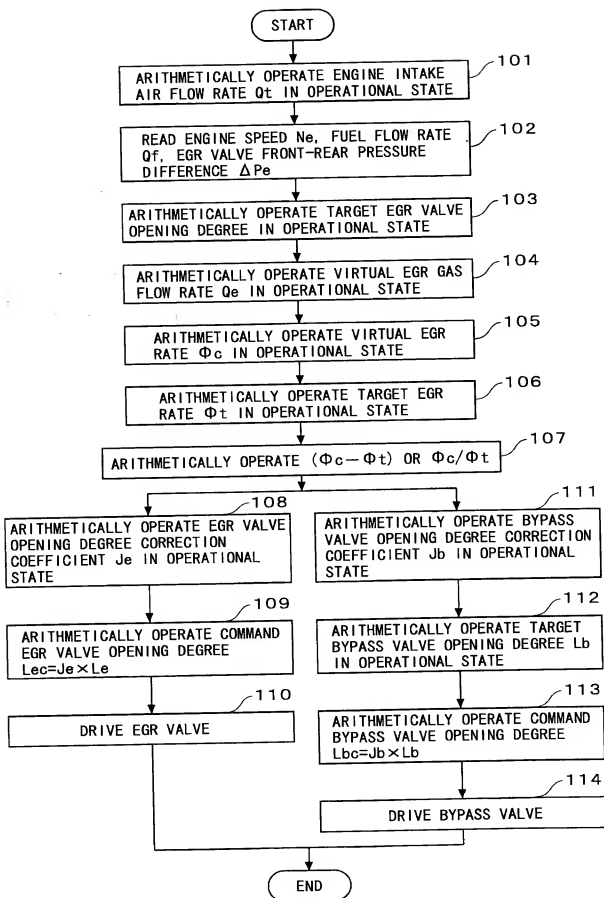 START
101
ARITHMETICALLY OPERATE ENGINE INTAKE
AIR FLOW RATE Qt IN OPERATIONAL STATE
102
READ ENGINE SPEED Ne, FUEL FLOW RATE
Qf, EGR VALVE FRONT-REAR PRESSURE
DIFFERENCE ΔPe
103
ARITHMETICALLY OPERATE TARGET EGR VALVE
OPENING DEGREE IN OPERATIONAL STATE
104
ARITHMETICALLY OPERATE VIRTUAL EGR GAS
FLOW RATE Qe IN OPERATIONAL STATE
105
ARITHMETICALLY OPERATE VIRTUAL EGR
RATE Φc IN OPERATIONAL STATE
106
ARITHMETICALLY OPERATE TARGET EGR
RATE Φt IN OPERATIONAL STATE
107
ARITHMETICALLY OPERATE (Φc－Φt) OR Φc/Φt
108
ARITHMETICALLY OPERATE EGR VALVE
OPENING DEGREE CORRECTION
COEFFICIENT Je IN OPERATIONAL
STATE
109
ARITHMETICALLY OPERATE COMMAND
EGR VALVE OPENING DEGREE
Lec=Je×Le
110
DRIVE EGR VALVE
111
ARITHMETICALLY OPERATE BYPASS
VALVE OPENING DEGREE CORRECTION
COEFFICIENT Jb IN OPERATIONAL
STATE
112
ARITHMETICALLY OPERATE TARGET
BYPASS VALVE OPENING DEGREE Lb
IN OPERATIONAL STATE
113
ARITHMETICALLY OPERATE COMMAND
BYPASS VALVE OPENING DEGREE
Lbc=Jb×Lb
114
DRIVE BYPASS VALVE
END